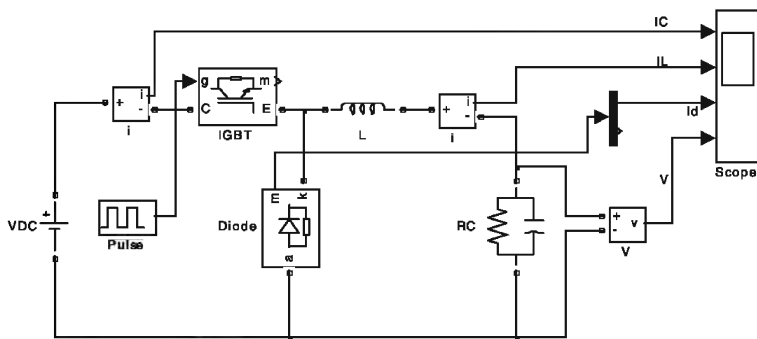 IC
i
+
-
i
g
m
C
E
IGBT
L
IL
i
+
-
i
Id
V
Scope
VDC
+
Pulse
Diode
m
k
a
RC
+
-
v
V